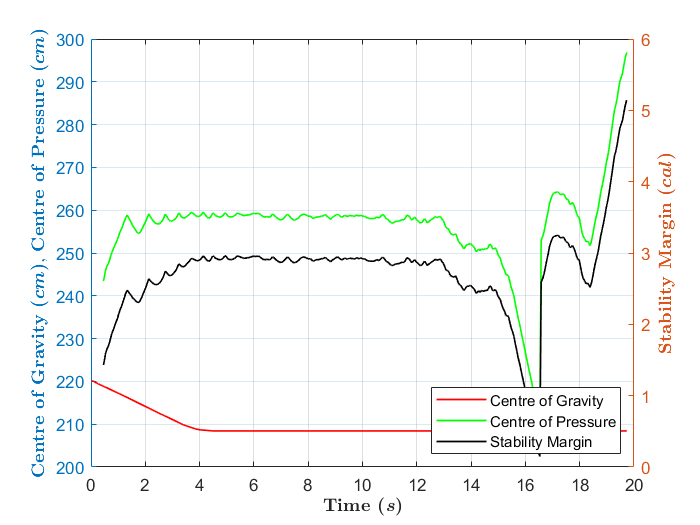 300
290
280
270
260
250
240
230
220
210
200
Centre of Gravity (cm), Centre of Pressure (cm)
6
5
4
3
2
1
0
Stability Margin (cal)
Centre of Gravity
Centre of Pressure
Stability Margin
0 2 4 6 8 10 12 14 16 18 20
Time (s)